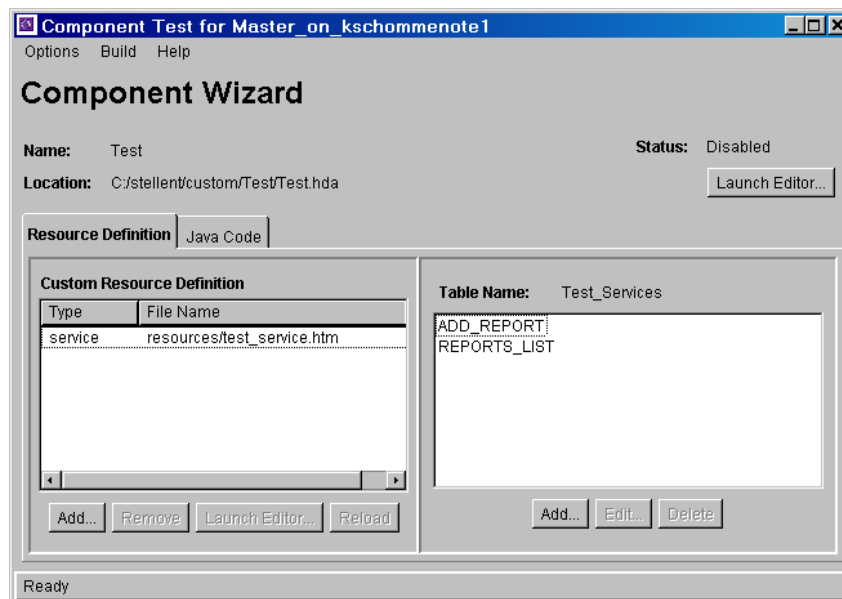 Component Test for Master_on_kschommenote1
Options Build Help
Component Wizard
Name: Test
Status: Disabled
Location: C:/stellent/custom/Test/Test.hda
Launch Editor...
Resource Definition Java Code
Custom Resource Definition
Type File Name
service resources/test_service.htm
Add... Remove Launch Editor... Reload
Table Name: Test_Services
ADD_REPORT
REPORTS_LIST
Add... Edit... Delete
Ready